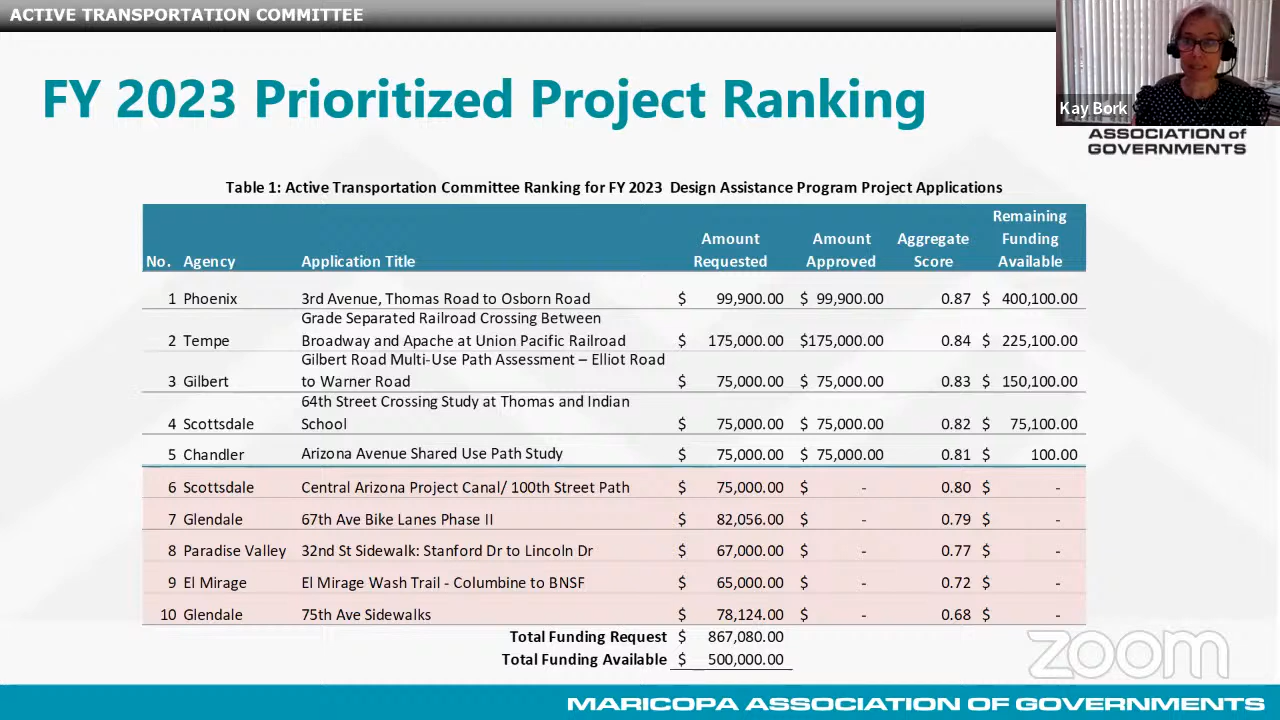 ACTIVE TRANSPORTATION COMMITTEE
FY 2023 Prioritized Project Ranking
Kay Bork
ASSOCIATION of
GOVERNMENTS
Table 1: Active Transportation Committee Ranking for FY 2023 Design Assistance Program Project Applications
No. Agency Application Title Amount Requested Amount Approved Aggregate Score Remaining Funding Available
1 Phoenix 3rd Avenue, Thomas Road to Osborn Road $ 99,900.00 $ 99,900.00 0.87 $ 400,100.00
Grade Separated Railroad Crossing Between
2 Tempe Broadway and Apache at Union Pacific Railroad $ 175,000.00 $175,000.00 0.84 $ 225,100.00
Gilbert Road Multi-Use Path Assessment – Elliot Road
3 Gilbert to Warner Road $ 75,000.00 $ 75,000.00 0.83 $ 150,100.00
64th Street Crossing Study at Thomas and Indian
4 Scottsdale School $ 75,000.00 $ 75,000.00 0.82 $ 75,100.00
5 Chandler Arizona Avenue Shared Use Path Study $ 75,000.00 $ 75,000.00 0.81 $ 100.00
6 Scottsdale Central Arizona Project Canal/ 100th Street Path $ 75,000.00 $ - 0.80 $ -
7 Glendale 67th Ave Bike Lanes Phase II $ 82,056.00 $ - 0.79 $ -
8 Paradise Valley 32nd St Sidewalk: Stanford Dr to Lincoln Dr $ 67,000.00 $ - 0.77 $ -
9 El Mirage El Mirage Wash Trail - Columbine to BNSF $ 65,000.00 $ - 0.72 $ -
10 Glendale 75th Ave Sidewalks $ 78,124.00 $ - 0.68 $ -
Total Funding Request $ 867,080.00
Total Funding Available $ 500,000.00
zoom
MARICOPA ASSOCIATION of GOVERNMENTS